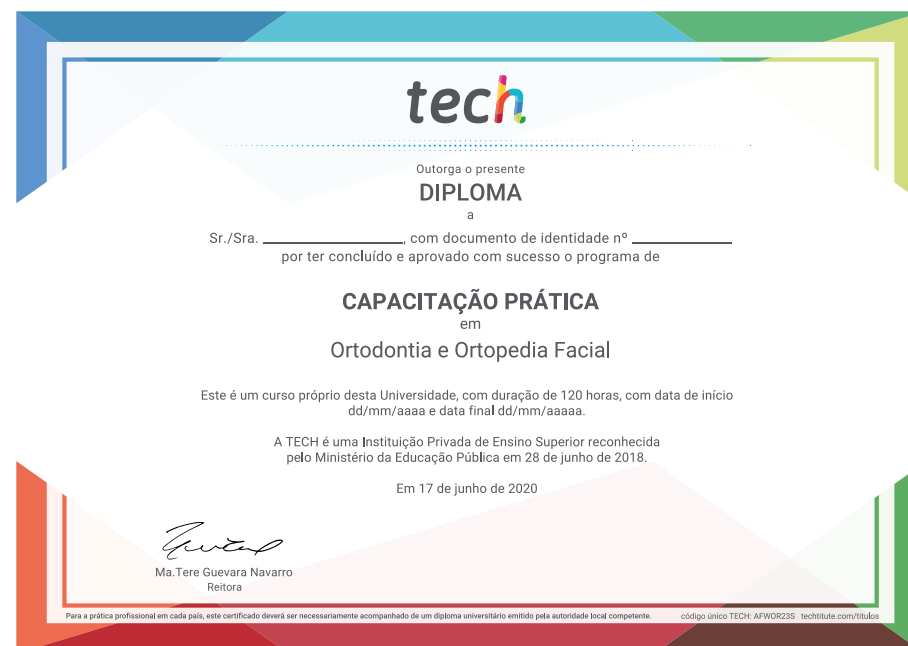 tech
Outorga o presente
DIPLOMA
a
Sr./Sra. ____________________, com documento de identidade nº ______________
por ter concluído e aprovado com sucesso o programa de
CAPACITAÇÃO PRÁTICA
em
Ortodontia e Ortopedia Facial
Este é um curso próprio desta Universidade, com duração de 120 horas, com data de início
dd/mm/aaaa e data final dd/mm/aaaaa.
A TECH é uma Instituição Privada de Ensino Superior reconhecida
pelo Ministério da Educação Pública em 28 de junho de 2018.
Em 17 de junho de 2020
Ma.Tere Guevara Navarro
Reitora
Para a prática profissional em cada país, este certificado deverá ser necessariamente acompanhado de um diploma universitário emitido pela autoridade local competente. código único TECH: AFWOR23S techtitute.com/titulos